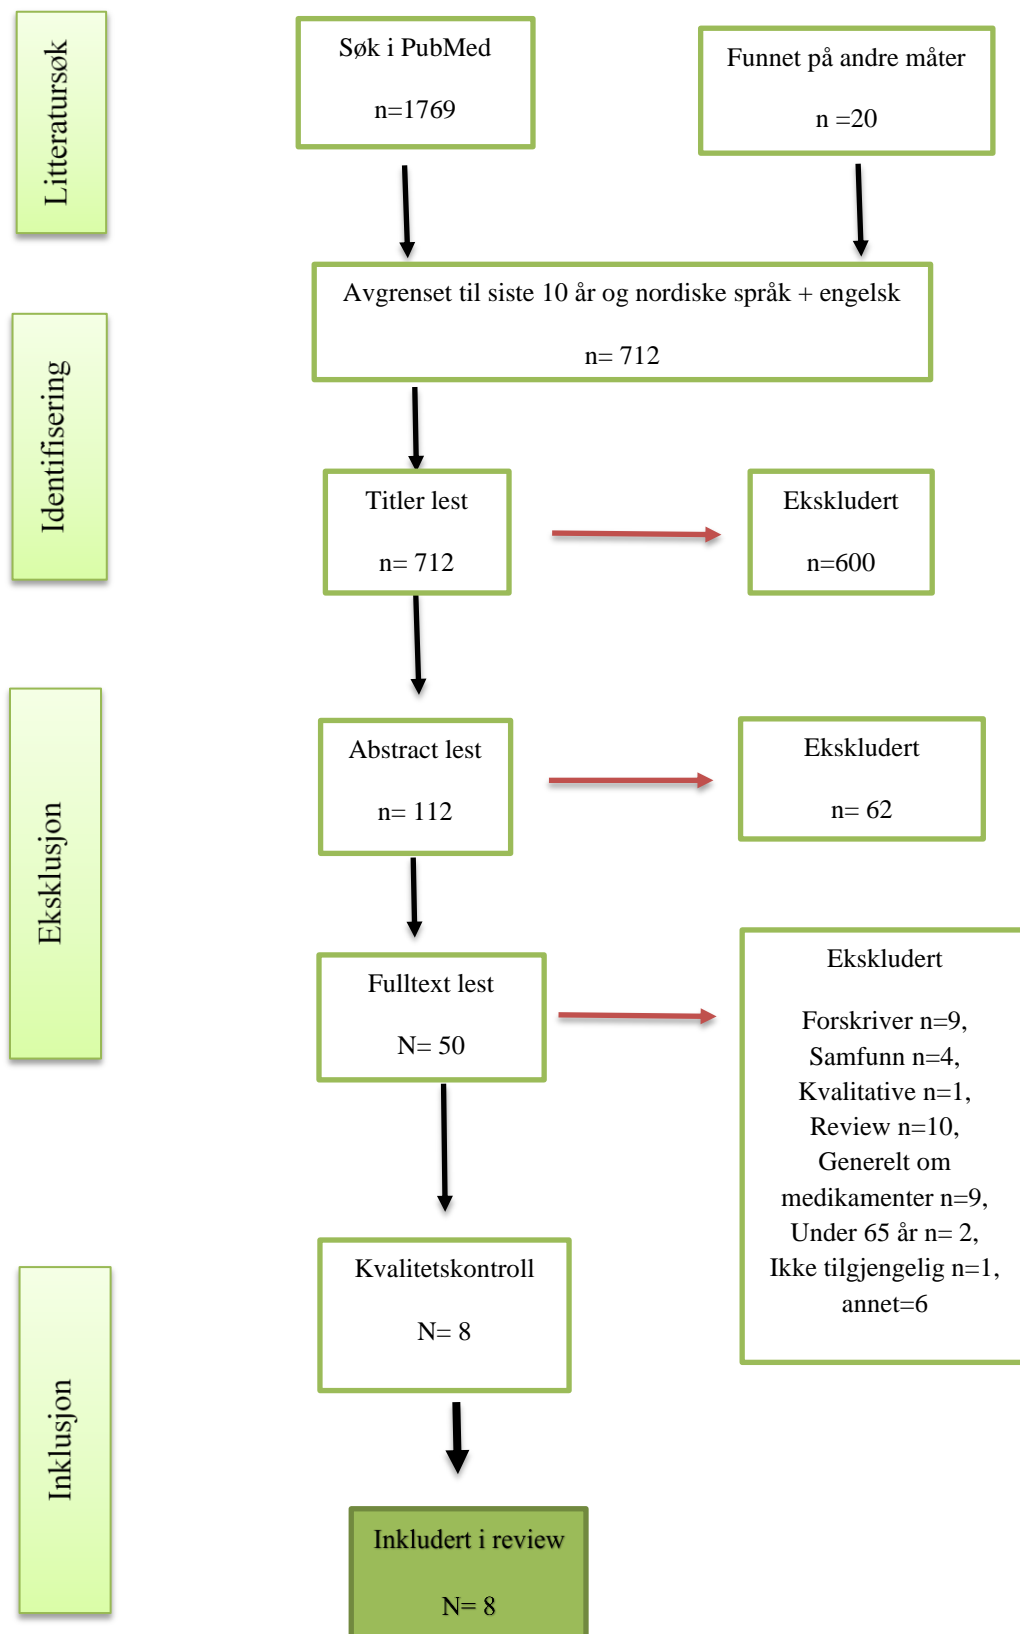 Litteratursøk
Søk i PubMed
n=1769
Funnet på andre måter
n =20
Identifisering
Avgrenset til siste 10 år og nordiske språk + engelsk
n= 712
Titler lest
n= 712
Ekskludert
n=600
Eksklusjon
Abstract lest
n= 112
Ekskludert
n= 62
Fulltext lest
N= 50
Ekskludert
Forskriver n=9,
Samfunn n=4,
Kvalitative n=1,
Review n=10,
Generelt om
medikamenter n=9,
Under 65 år n= 2,
Ikke tilgjengelig n=1,
annet=6
Inklusjon
Kvalitetskontroll
N= 8
Inkludert i review
N= 8